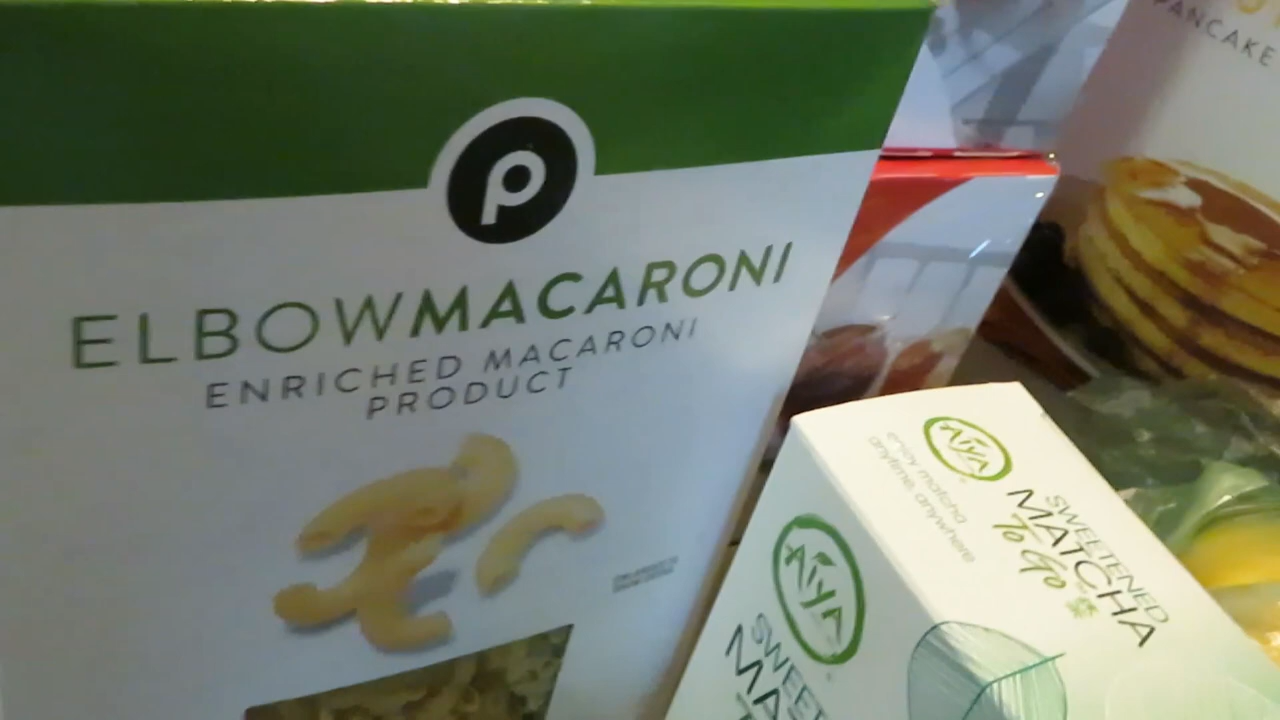 P
ELBOWMACARONI
ENRICHED MACARONI
PRODUCT
PANCAKE
AIYA
enjoy matcha
anytime, anywhere
SWEETENED
MATCHA
To Go
AIYA